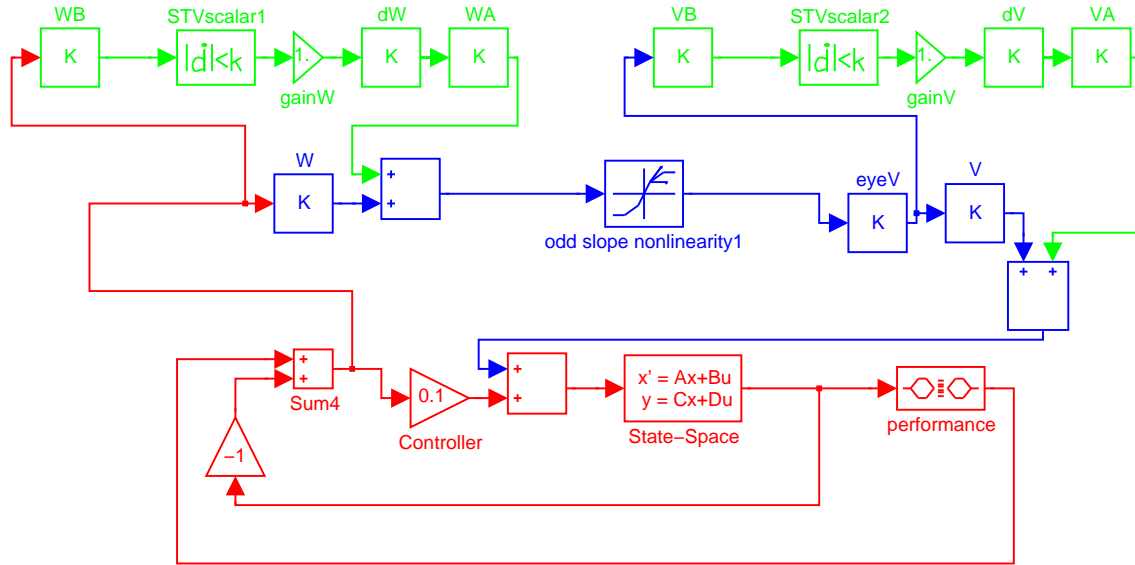 WB STVscalar1 dW WA VB STVscalar2 dV VA
K |d|<k 1. K K K |d|<k 1. K K
gainW gainV
W eyeV V
K + + K K
odd slope nonlinearity1
+ +
+ + Sum4
0.1
Controller
+ +
x' = Ax+Bu
y = Cx+Du
State−Space
performance
−1